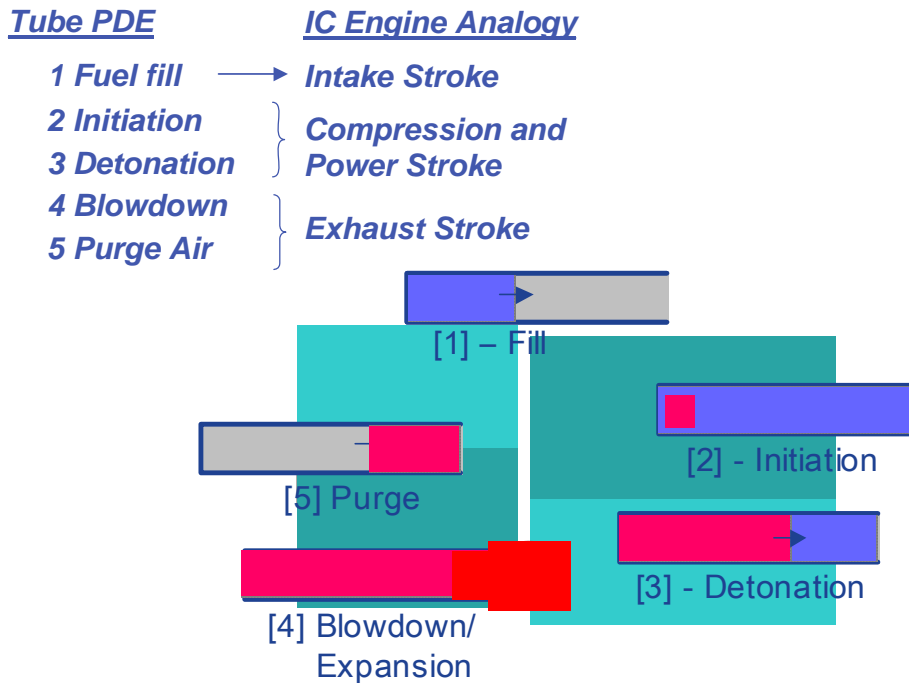 Tube PDE
IC Engine Analogy
1 Fuel fill
Intake Stroke
2 Initiation
3 Detonation
Compression and
Power Stroke
4 Blowdown
5 Purge Air
Exhaust Stroke
[1] – Fill
[2] - Initiation
[5] Purge
[3] - Detonation
[4] Blowdown/
Expansion